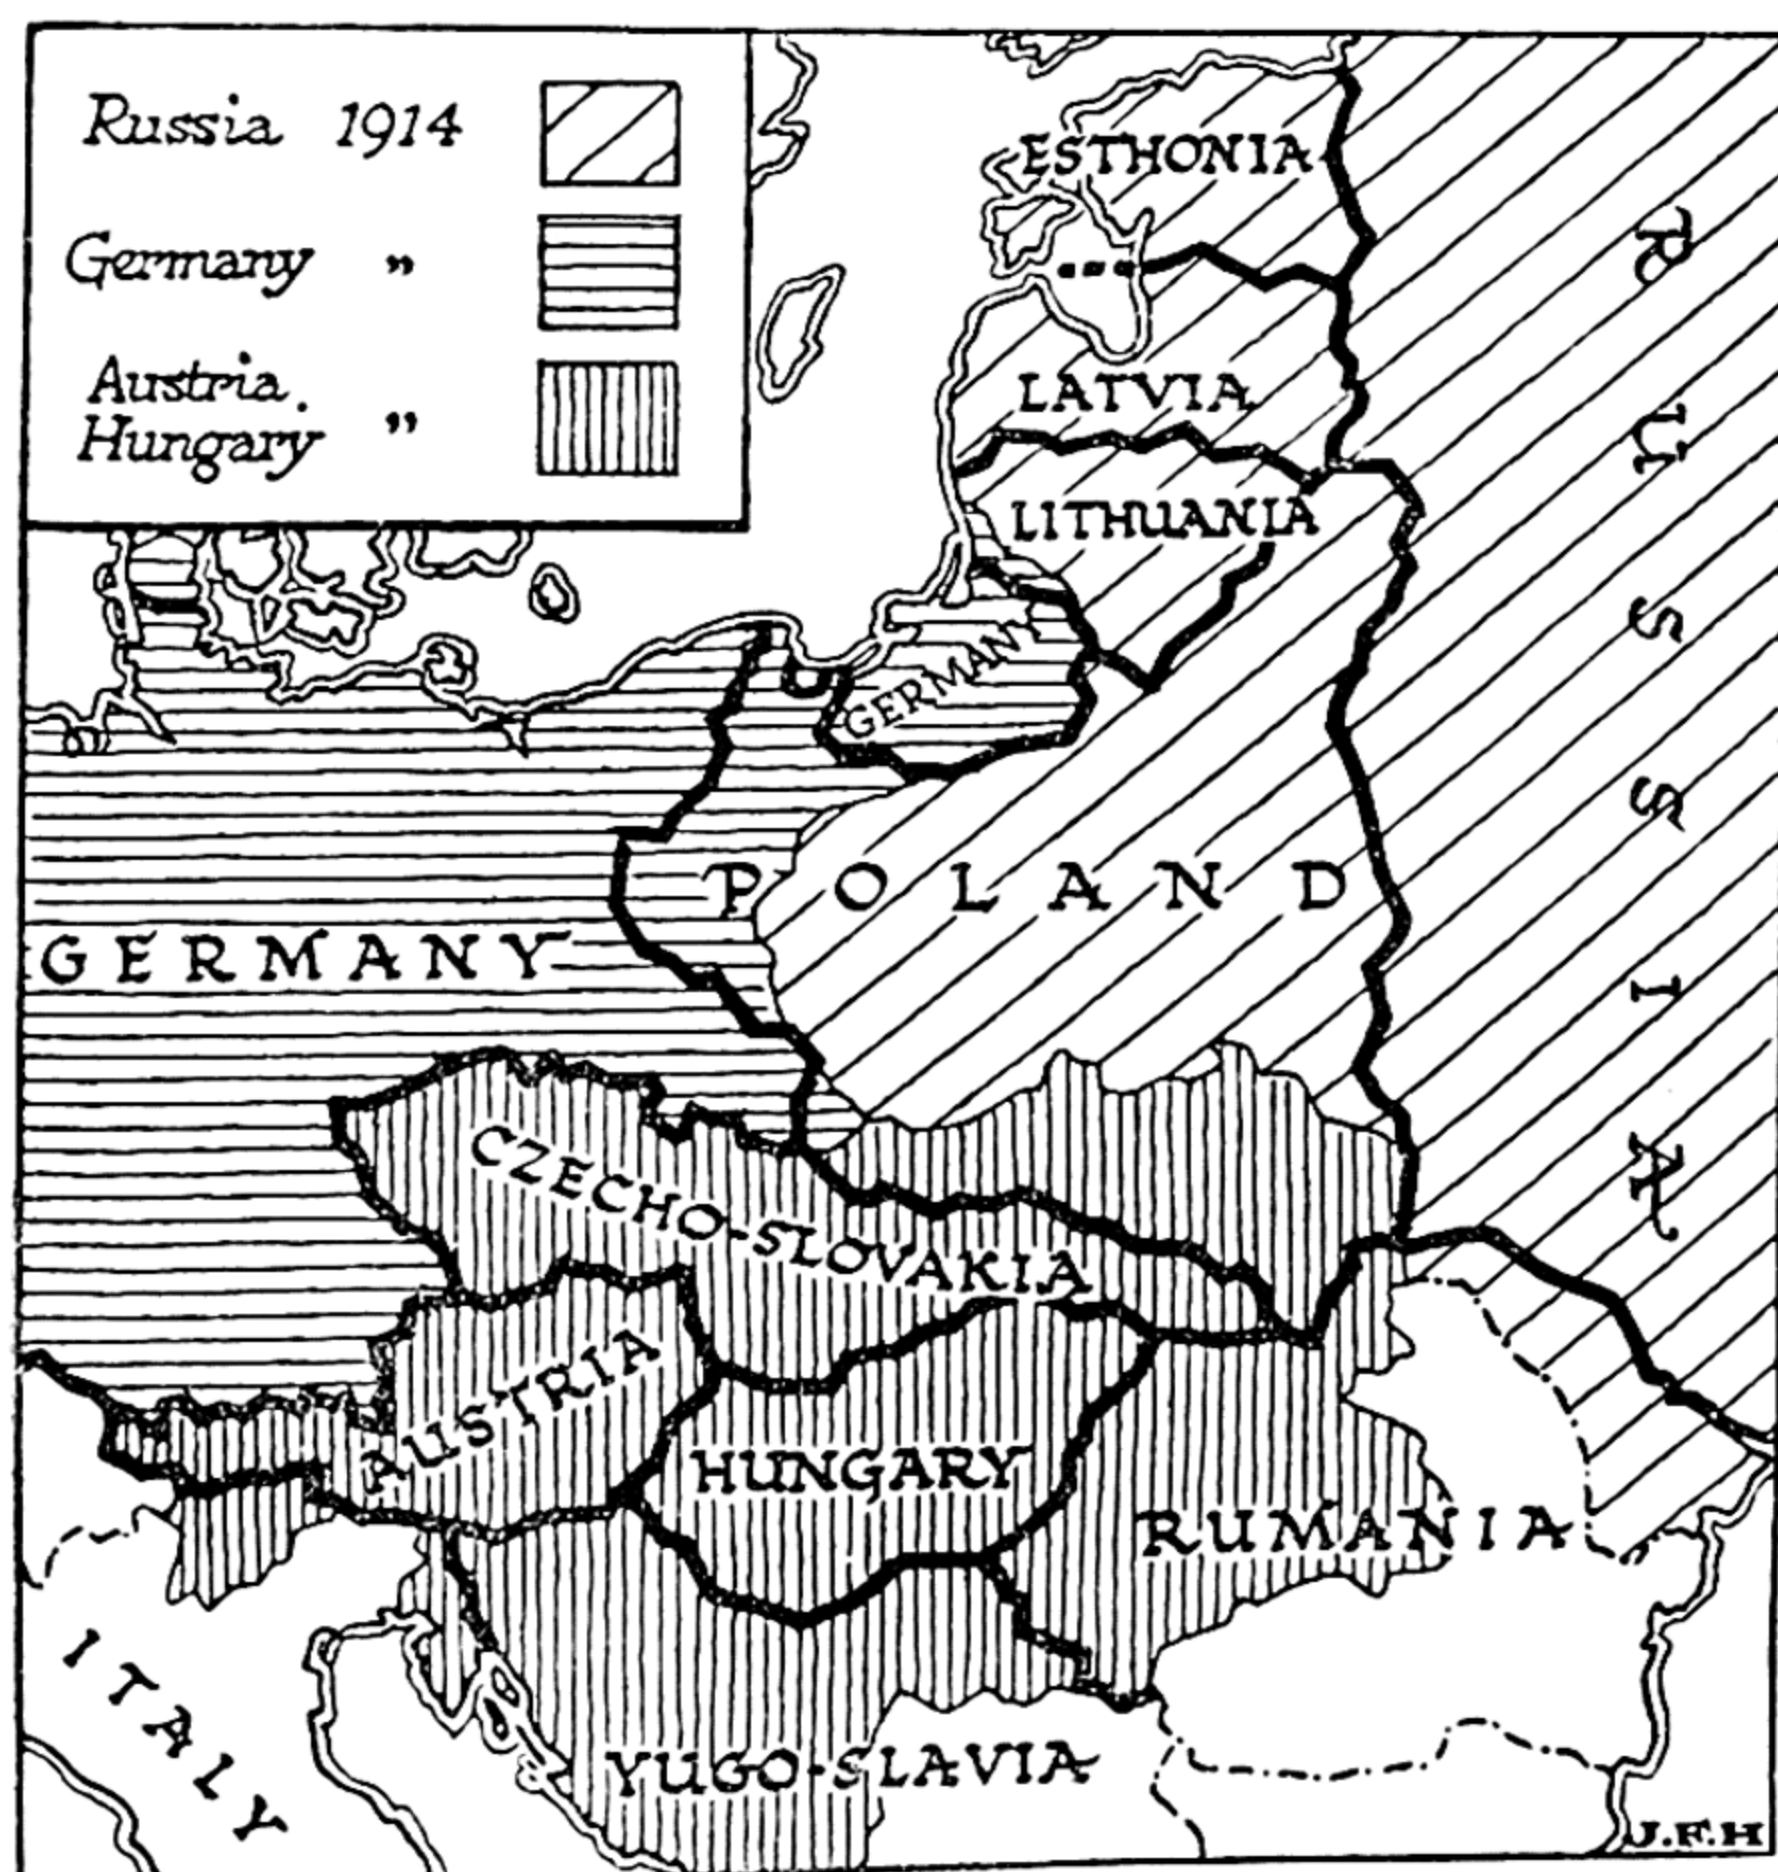 Russia 1914
Germany "
Austria.
Hungary "
ESTHONIA
LATVIA
LITHUANIA
GERMANY
POLAND
RUSSIA
GERMANY
CZECHO-SLOVAKIA
AUSTRIA
HUNGARY
RUMANIA
ITALY
YUGO-SLAVIA
J.F.H